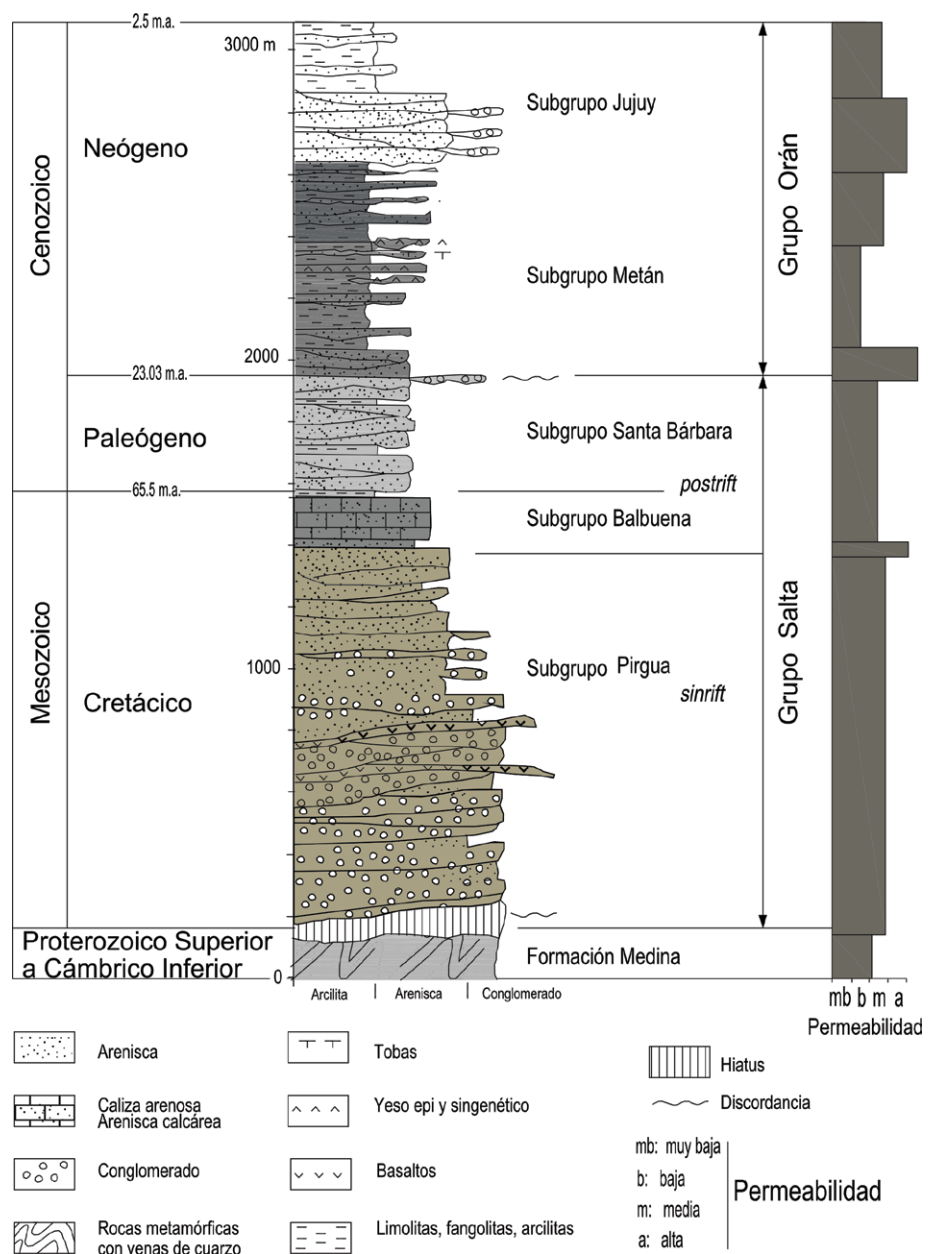 2.5 m.a.
3000 m
Cenozoico
Neógeno
Subgrupo Jujuy
Grupo Orán
Subgrupo Metán
2000
23.03 m.a.
Paleógeno
Subgrupo Santa Bárbara
65.5 m.a.
postrift
Subgrupo Balbuena
Mesozoico
Cretácico
1000
Subgrupo Pirgua
sinrift
Grupo Salta
Proterozoico Superior
a Cámbrico Inferior
Formación Medina
0
Arcilita
Arenisca
Conglomerado
mb b m a
Permeabilidad
Arenisca
Caliza arenosa
Arenisca calcárea
Conglomerado
Rocas metamórficas
con venas de cuarzo
Tobas
Yeso epi y singenético
Basaltos
Limolitas, fangolitas, arcilitas
Hiatus
Discordancia
mb: muy baja
b: baja
m: media
a: alta
Permeabilidad